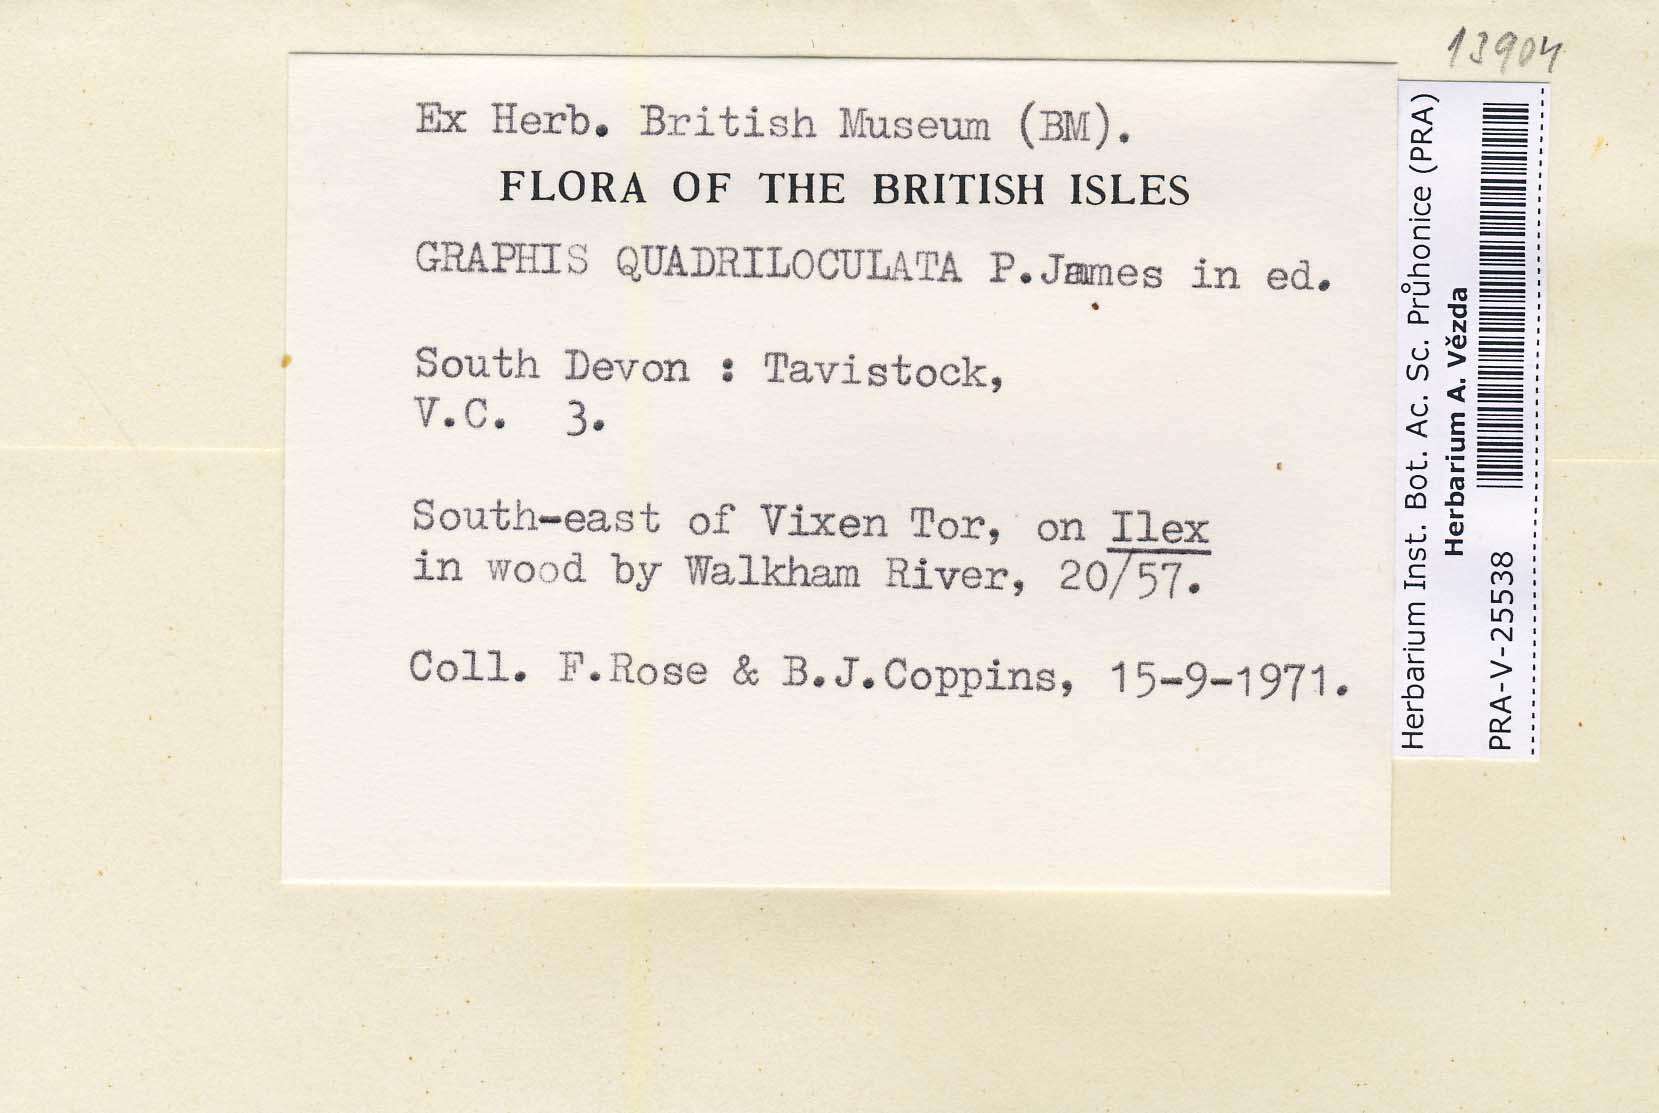 13904
Ex Herb. British Museum (BM).
FLORA OF THE BRITISH ISLES
GRAPHIS QUADRILOCULATA P.James in ed.
South Devon : Tavistock,
V.C. 3.
South-east of Vixen Tor, on Ilex
in wood by Walkham River, 20/57.
Coll. F.Rose & B.J.Coppins, 15-9-1971.
Herbarium Inst. Bot. Ac. Sc. Průhonice (PRA)
Herbarium A. Vězda
PRA-V-25538